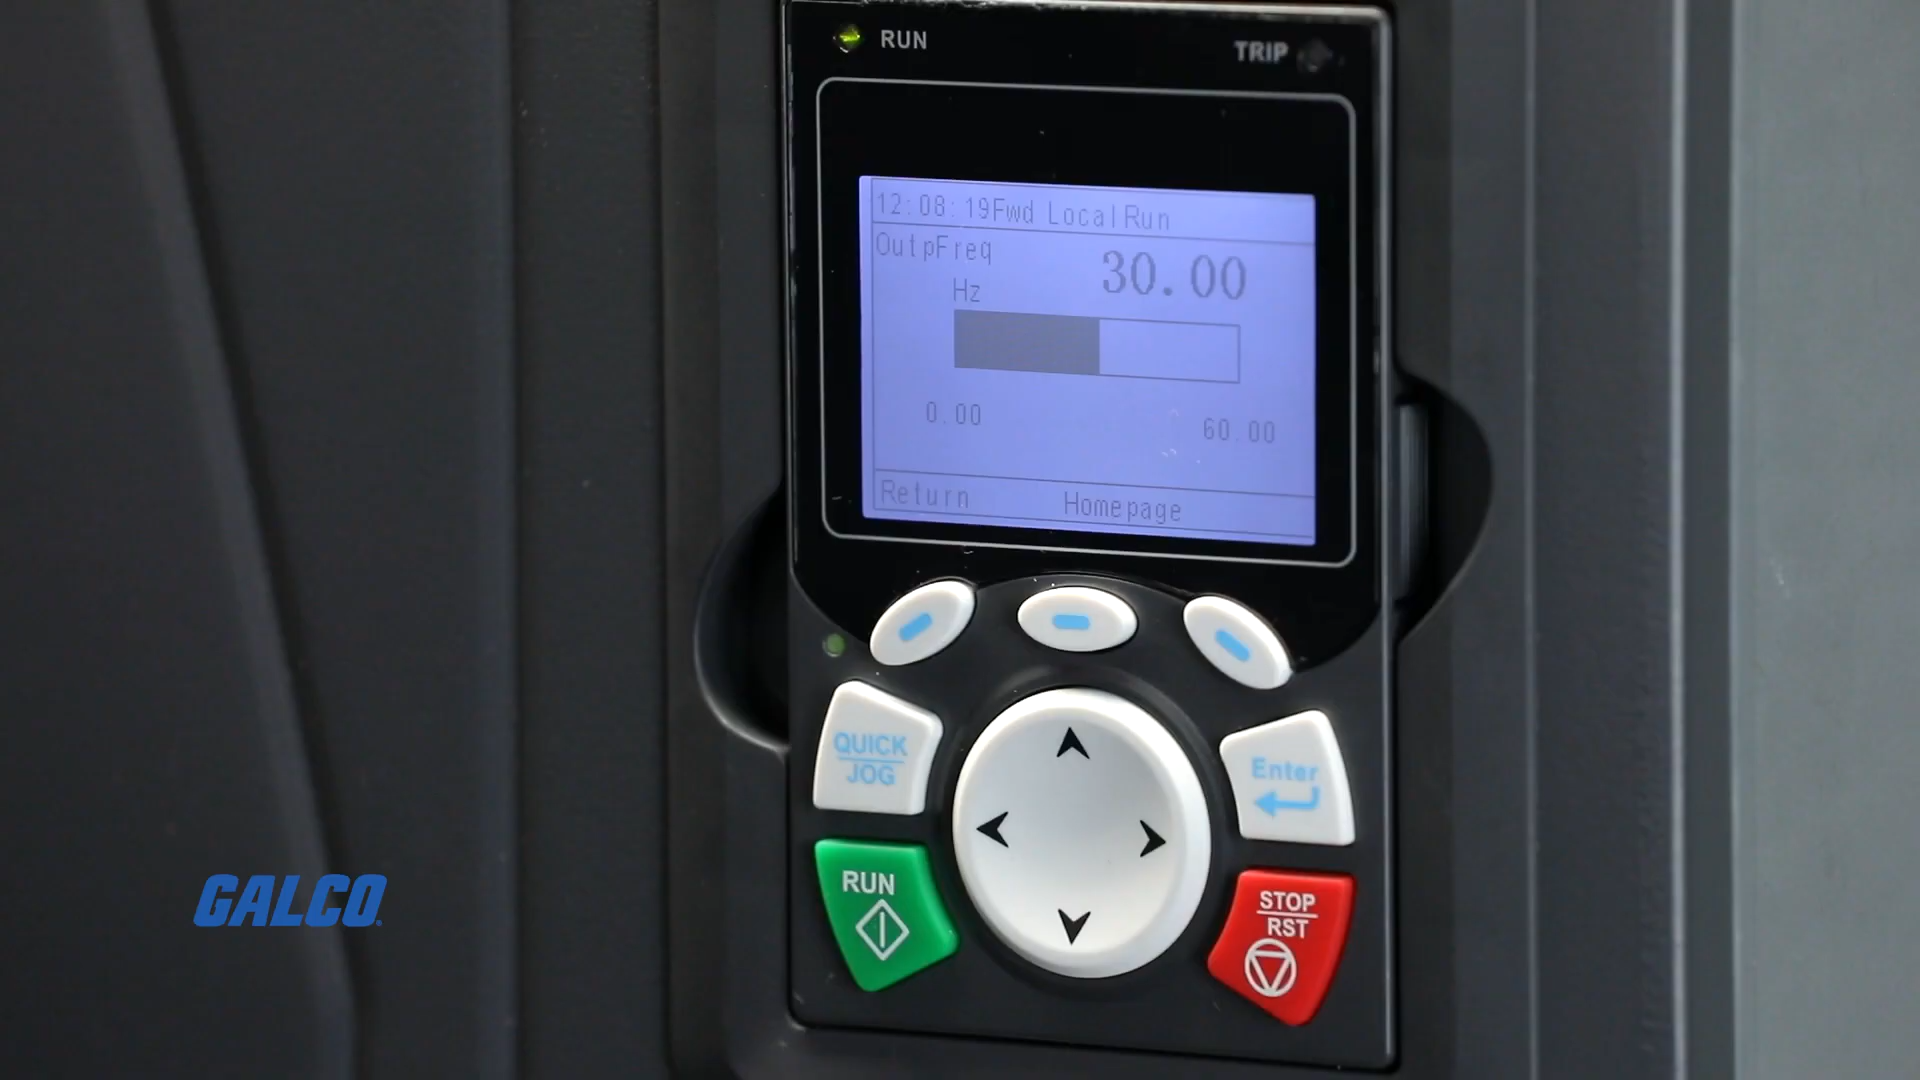 RUN
TRIP
12:08:19Fwd LocalRun
OutpFreq
30.00
Hz
0.00
60.00
Return Homepage
QUICK
JOG
Enter
RUN
STOP
RST
GALCO